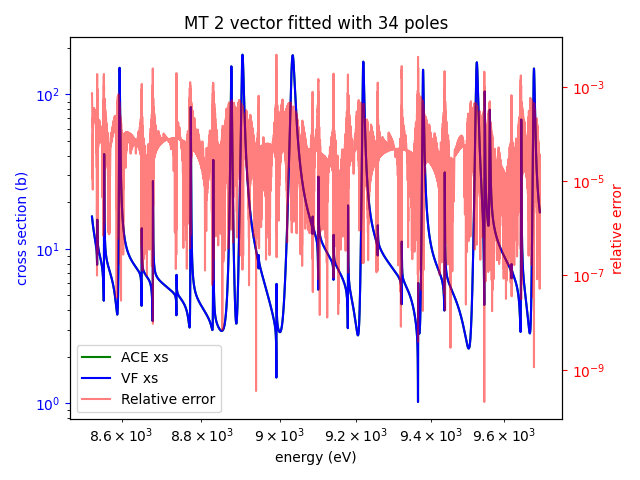 MT 2 vector fitted with 34 poles
cross section (b)
10²
10¹
10⁰
10⁻³
10⁻⁵
10⁻⁷
10⁻⁹
relative error
ACE xs
VF xs
Relative error
8.6 × 10³ 8.8 × 10³ 9 × 10³ 9.2 × 10³ 9.4 × 10³ 9.6 × 10³
energy (eV)